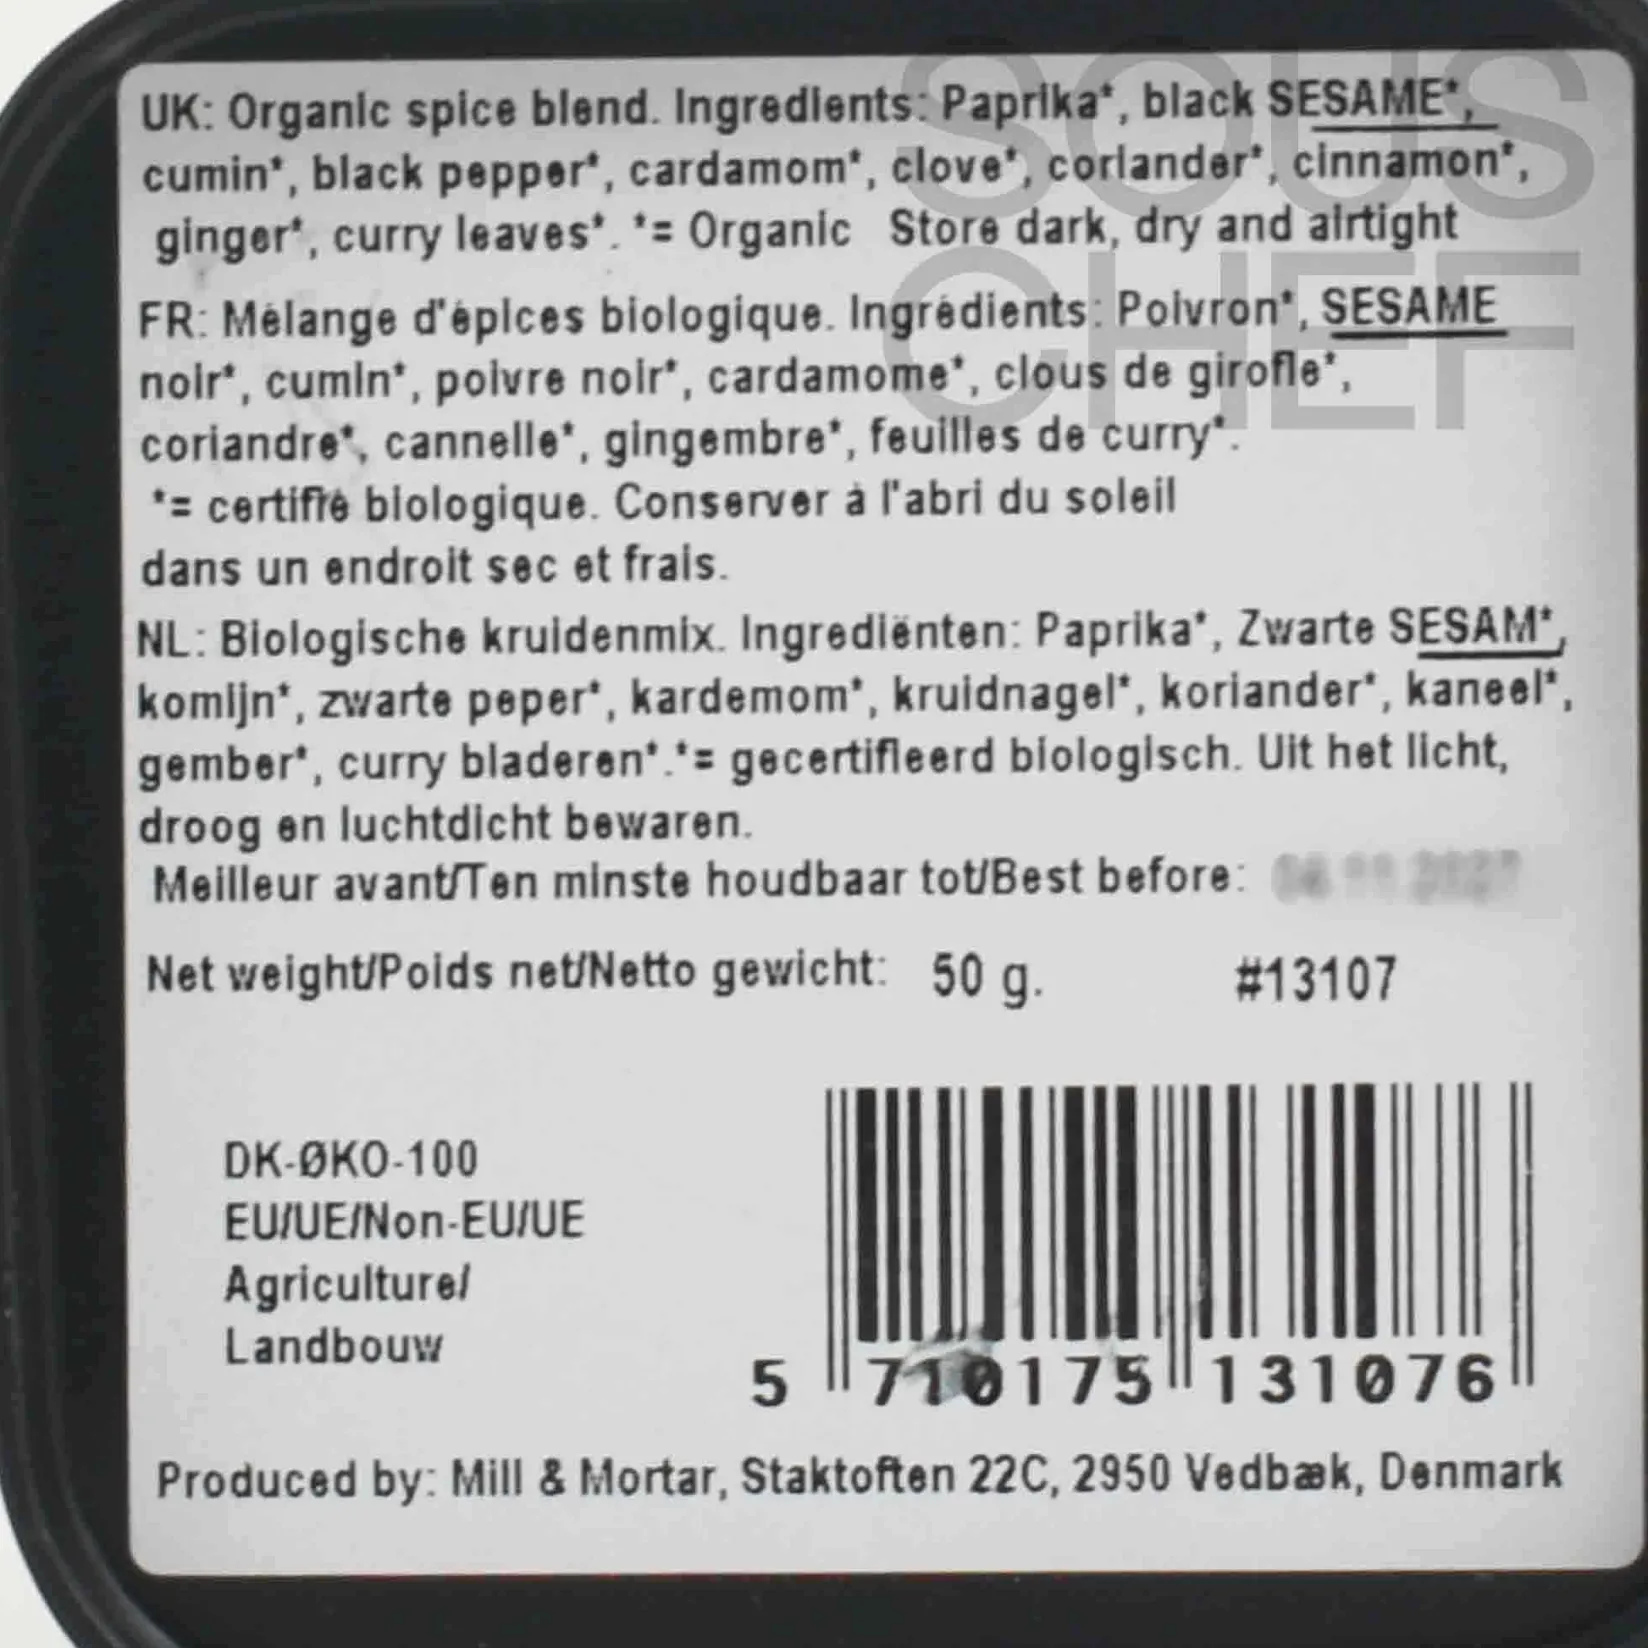 SOUS
CHEF
UK: Organic spice blend. Ingredients: Paprika*, black SESAME*,
cumin*, black pepper*, cardamom*, clove*, coriander*, cinnamon*,
ginger*, curry leaves*. *= Organic Store dark, dry and airtight
FR: Mélange d'épices biologique. Ingrédients: Poivron*, SESAME
noir*, cumin*, poivre noir*, cardamome*, clous de girofle*,
coriandre*, cannelle*, gingembre*, feuilles de curry*.
*= certifié biologique. Conserver à l'abri du soleil
dans un endroit sec et frais.
NL: Biologische kruidenmix. Ingrediënten: Paprika*, Zwarte SESAM*,
komijn*, zwarte peper*, kardemom*, kruidnagel*, koriander*, kaneel*,
gember*, curry bladeren*.*= gecertifieerd biologisch. Uit het licht,
droog en luchtdicht bewaren.
Meilleur avant/Ten minste houdbaar tot/Best before:
Net weight/Poids net/Netto gewicht: 50 g. #13107
DK-ØKO-100
EU/UE/Non-EU/UE
Agriculture/
Landbouw
5 710175 131076
Produced by: Mill & Mortar, Staktoften 22C, 2950 Vedbæk, Denmark